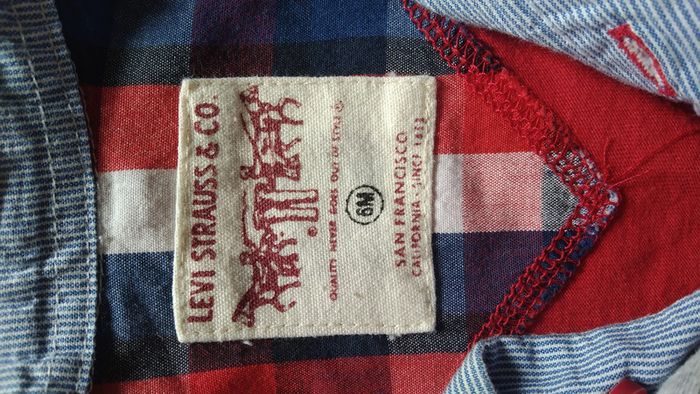 LEVI STRAUSS & CO.
®
QUALITY NEVER GOES OUT OF STYLE ®
6M
SAN FRANCISCO
CALIFORNIA - SINCE 1853